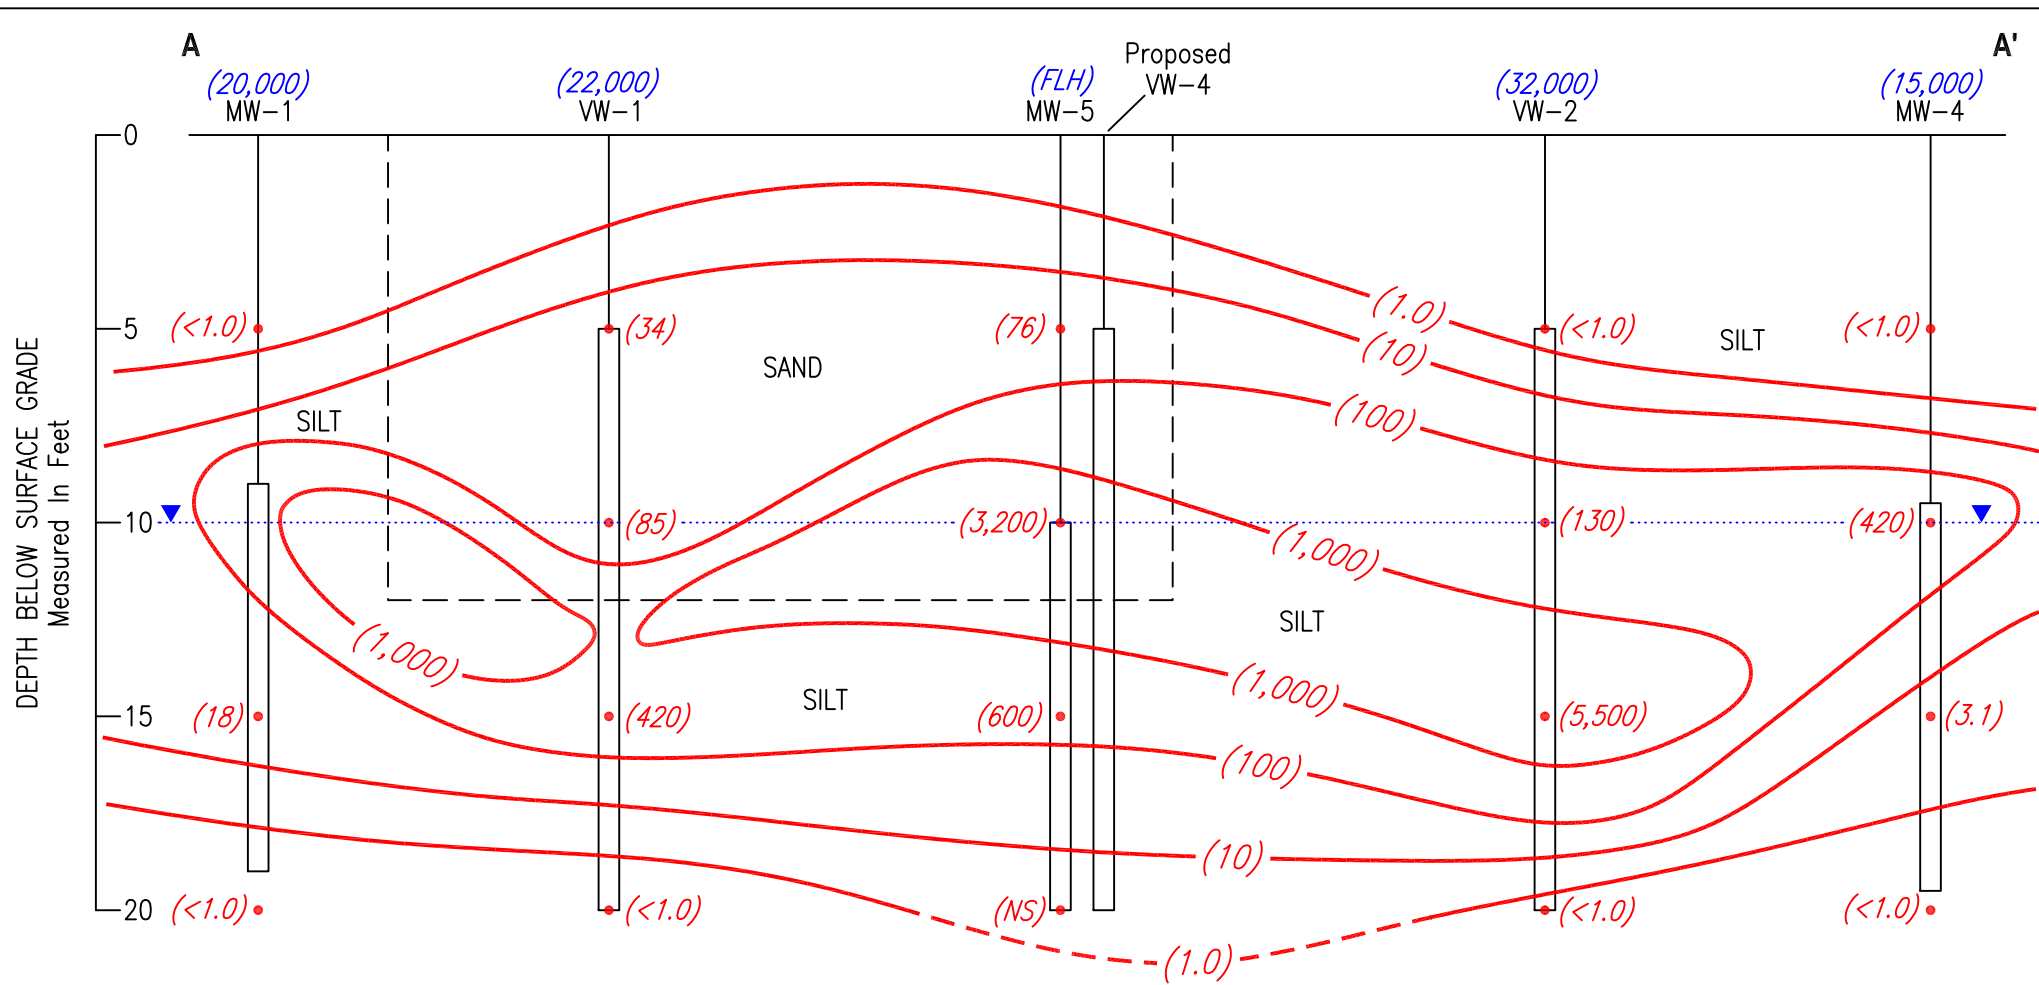 A
A'
Proposed
(20,000)
(22,000)
(FLH)
VW-4
(32,000)
(15,000)
MW-1
VW-1
MW-5
VW-2
MW-4
0
(1.0)
5
(<1.0)
(34)
(76)
(<1.0)
SILT
(<1.0)
(10)
SAND
SILT
(100)
10
(85)
(3,200)
(130)
(420)
(1,000)
SILT
(1,000)
DEPTH BELOW SURFACE GRADE
Measured In Feet
(1,000)
SILT
15
(18)
(420)
(600)
(5,500)
(3.1)
(100)
(10)
20
(<1.0)
(<1.0)
(NS)
(<1.0)
(<1.0)
(1.0)